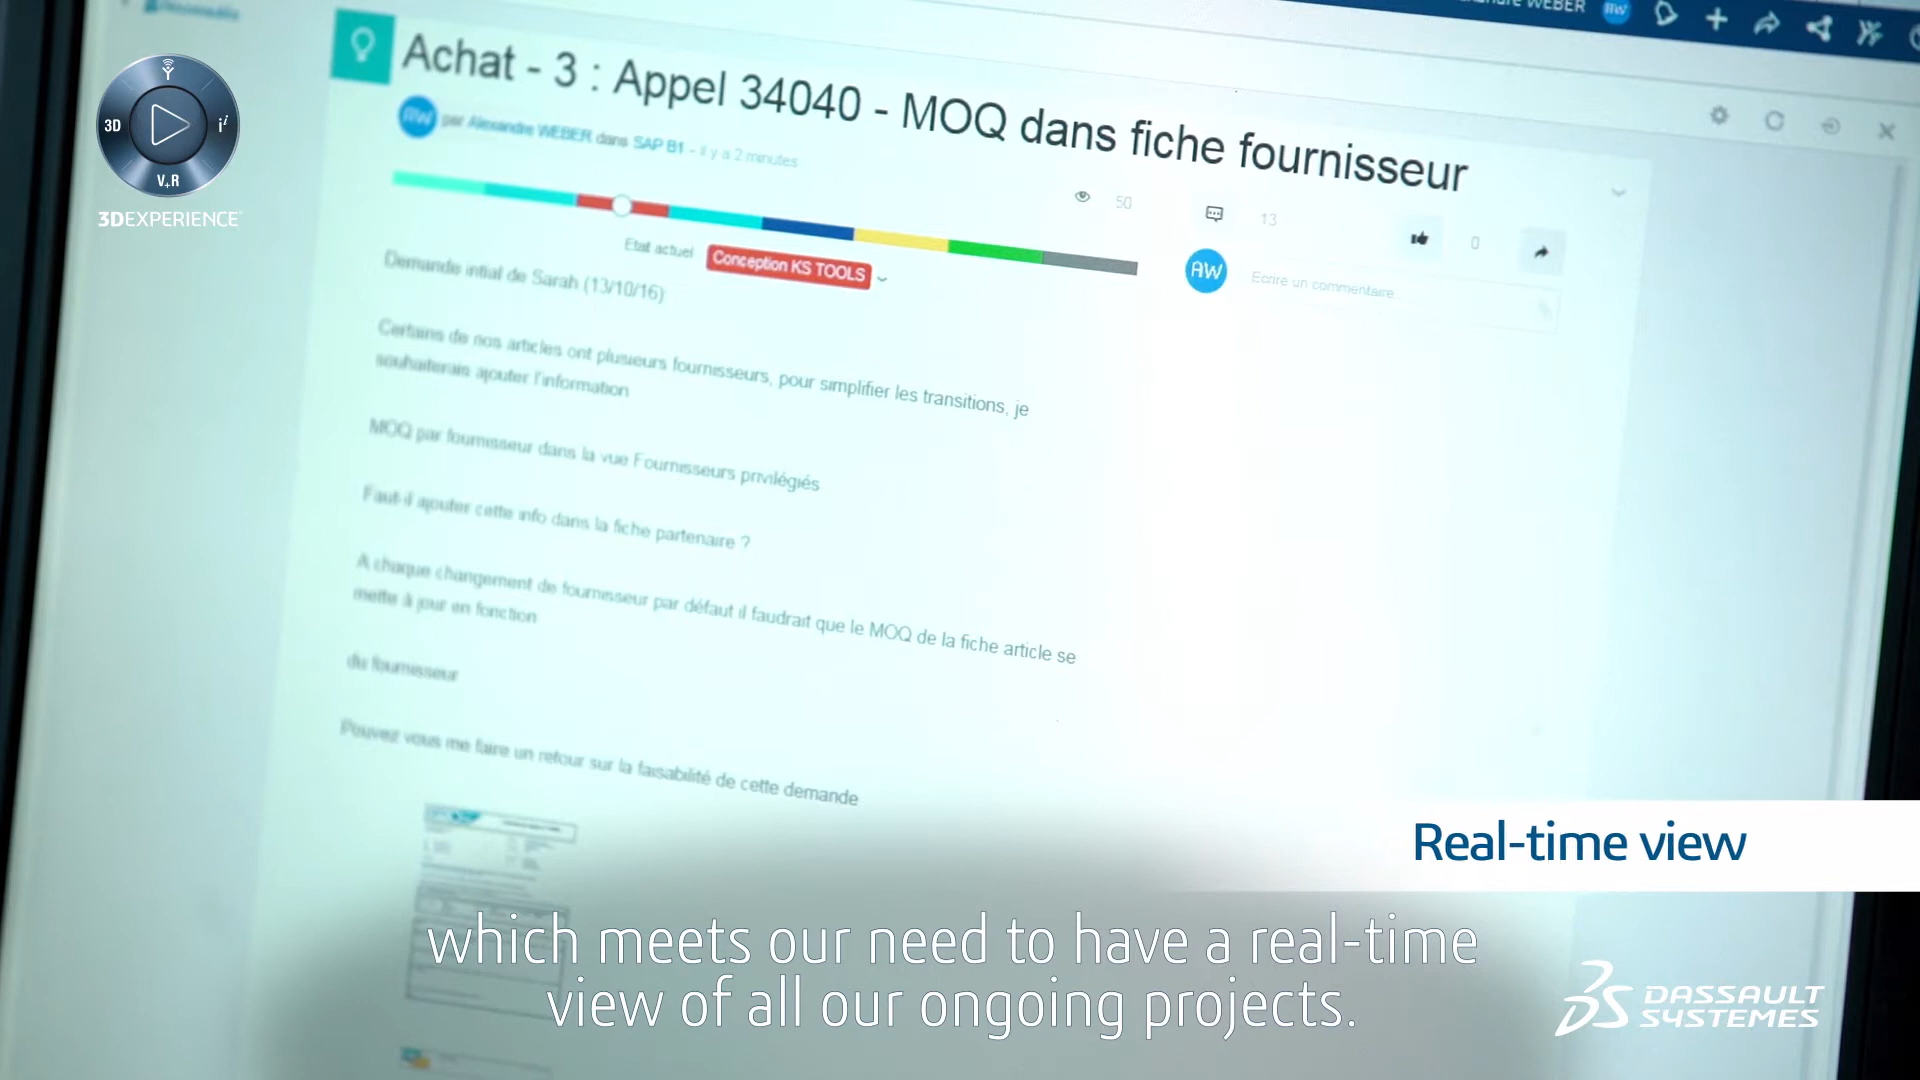 WEBER AW
3D
i
V+R
3DEXPERIENCE
Achat - 3 : Appel 34040 - MOQ dans fiche fournisseur
AW par Alexandre WEBER dans SAP B1 - il y a 2 minutes
50
13
0
Etat actuel Conception KS TOOLS
AW Ecrire un commentaire...
Demande intial de Sarah (13/10/16)
Certains de nos articles ont plusieurs fournisseurs, pour simplifier les transitions, je
souhaiterais ajouter l'information
MOQ par fournisseur dans la vue Fournisseurs privilégiés
Faut-il ajouter cette info dans la fiche partenaire ?
A chaque changement de fournisseur par défaut il faudrait que le MOQ de la fiche article se
mette à jour en fonction
du fournisseur
Pouvez vous me faire un retour sur la faisabilité de cette demande
Real-time view
which meets our need to have a real-time
view of all our ongoing projects.
DASSAULT
SYSTEMES